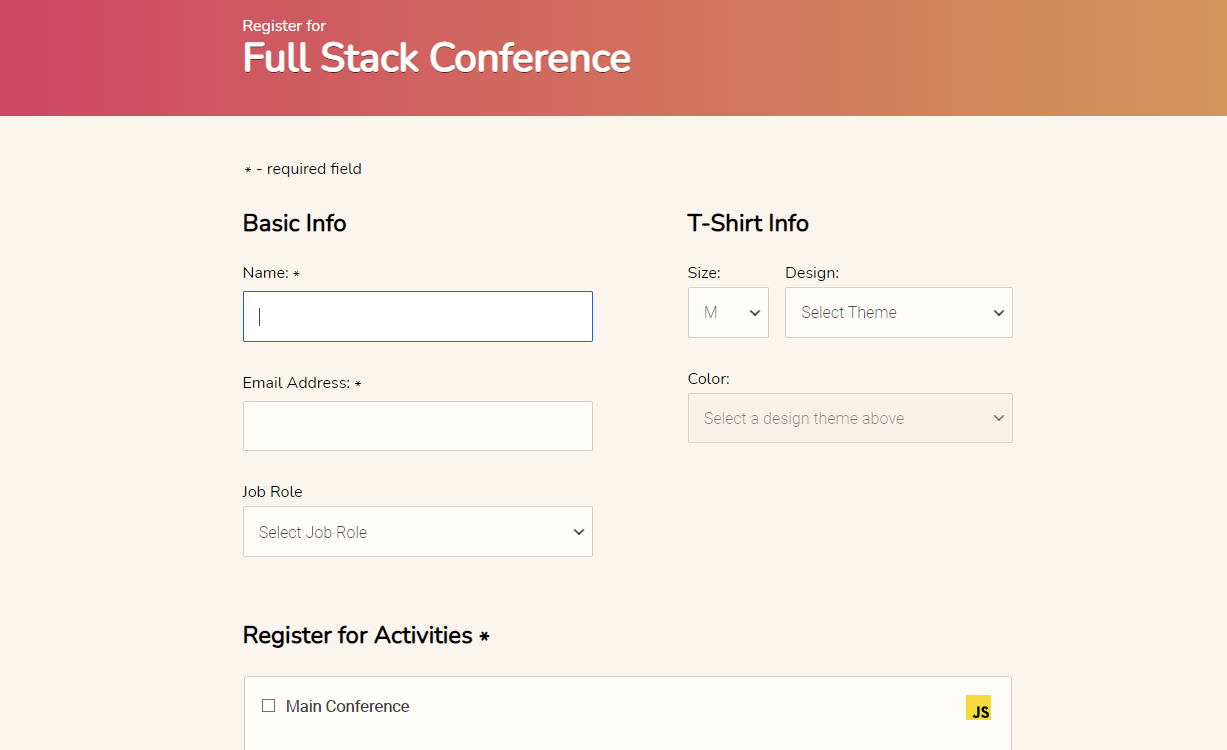 Register for
Full Stack Conference
* - required field
Basic Info
Name: *
Email Address: *
Job Role
Select Job Role
T-Shirt Info
Size:
Design:
M
Select Theme
Color:
Select a design theme above
Register for Activities *
Main Conference
JS